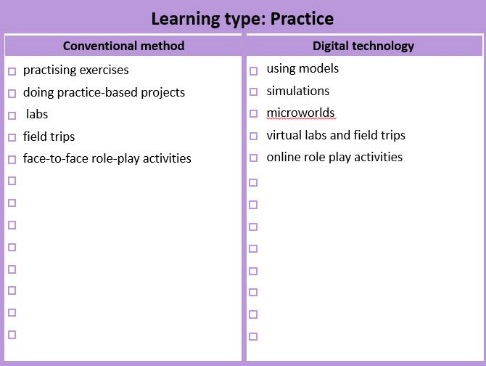 Learning type: Practice
Conventional method
practising exercises
doing practice-based projects
labs
field trips
face-to-face role-play activities
Digital technology
using models
simulations
microworlds
virtual labs and field trips
online role play activities